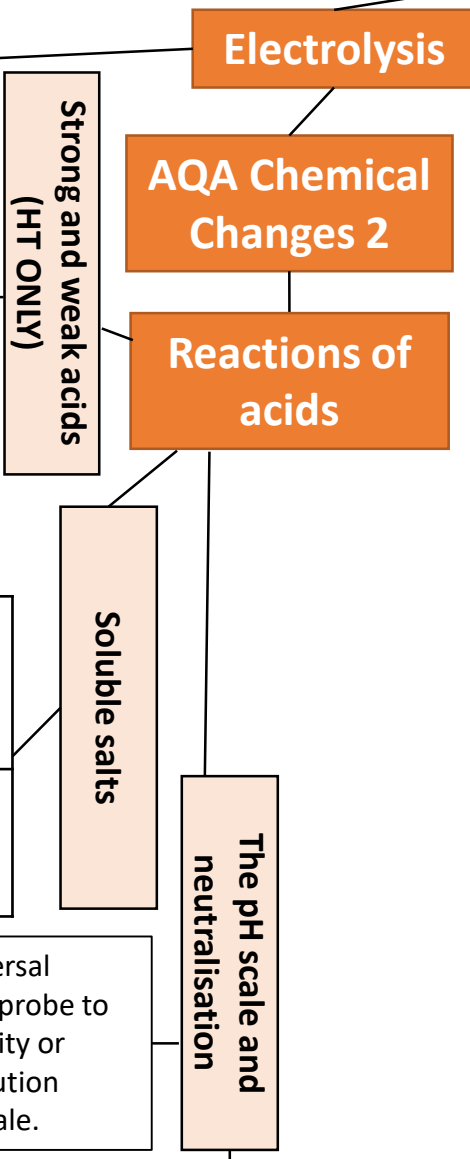 Electrolysis
AQA Chemical
Changes 2
Strong and weak acids
(HT ONLY)
Reactions of
acids
Soluble salts
The pH scale and
neutralisation
ersal
probe to
ity or
ution
ale.